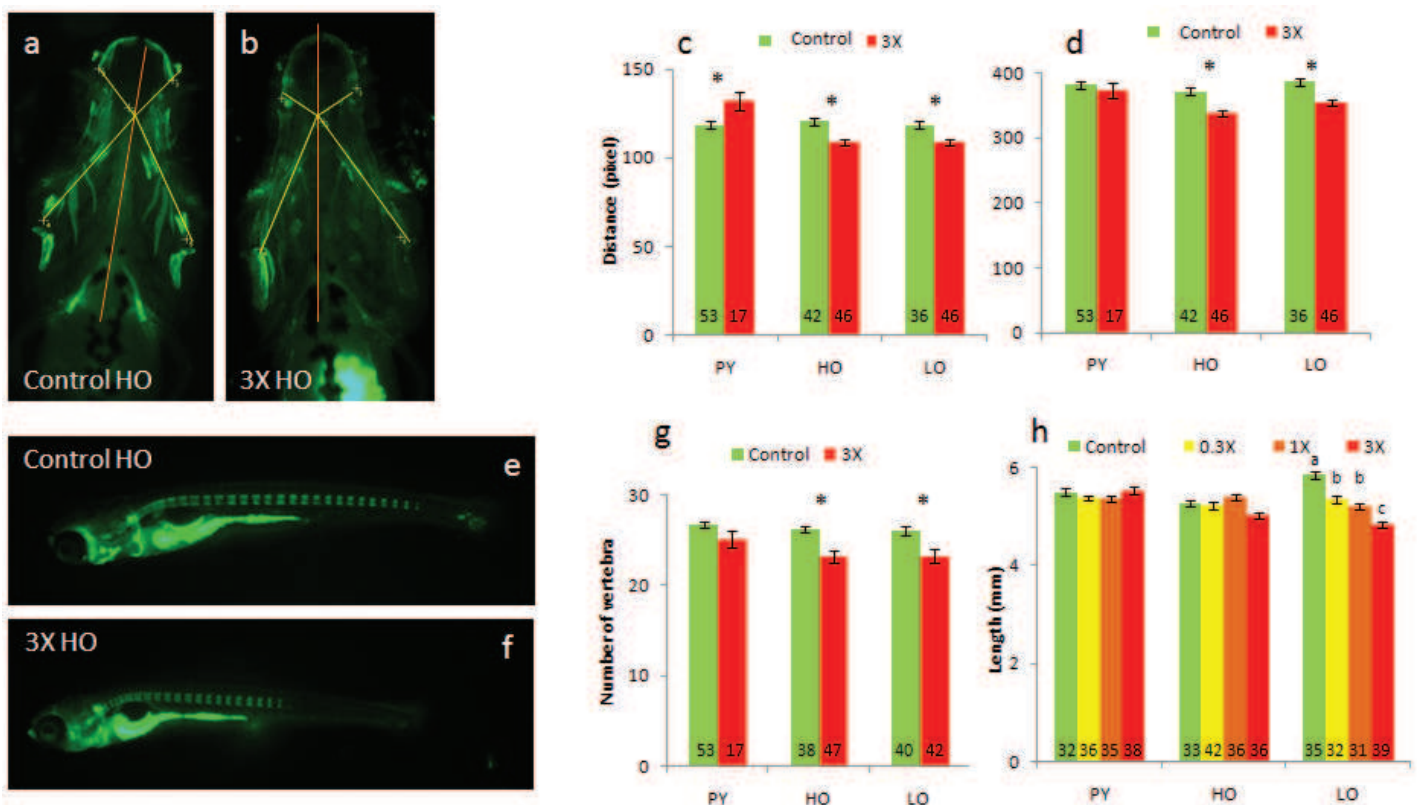 a
Control HO
b
3X HO
c
Control 3X
Distance (pixel)
150
100
50
0
*
*
*
53 17 42 46 36 46
PY HO LO
d
Control 3X
400
300
200
100
0
*
*
53 17 42 46 36 46
PY HO LO
Control HO
e
3X HO
f
g
Control 3X
Number of vertebra
30
20
10
0
*
*
53 17 38 47 40 42
PY HO LO
h
Control 0.3X 1X 3X
Length (mm)
6
4
2
0
a
b
b
c
32 36 35 38 33 42 36 36 35 32 31 39
PY HO LO